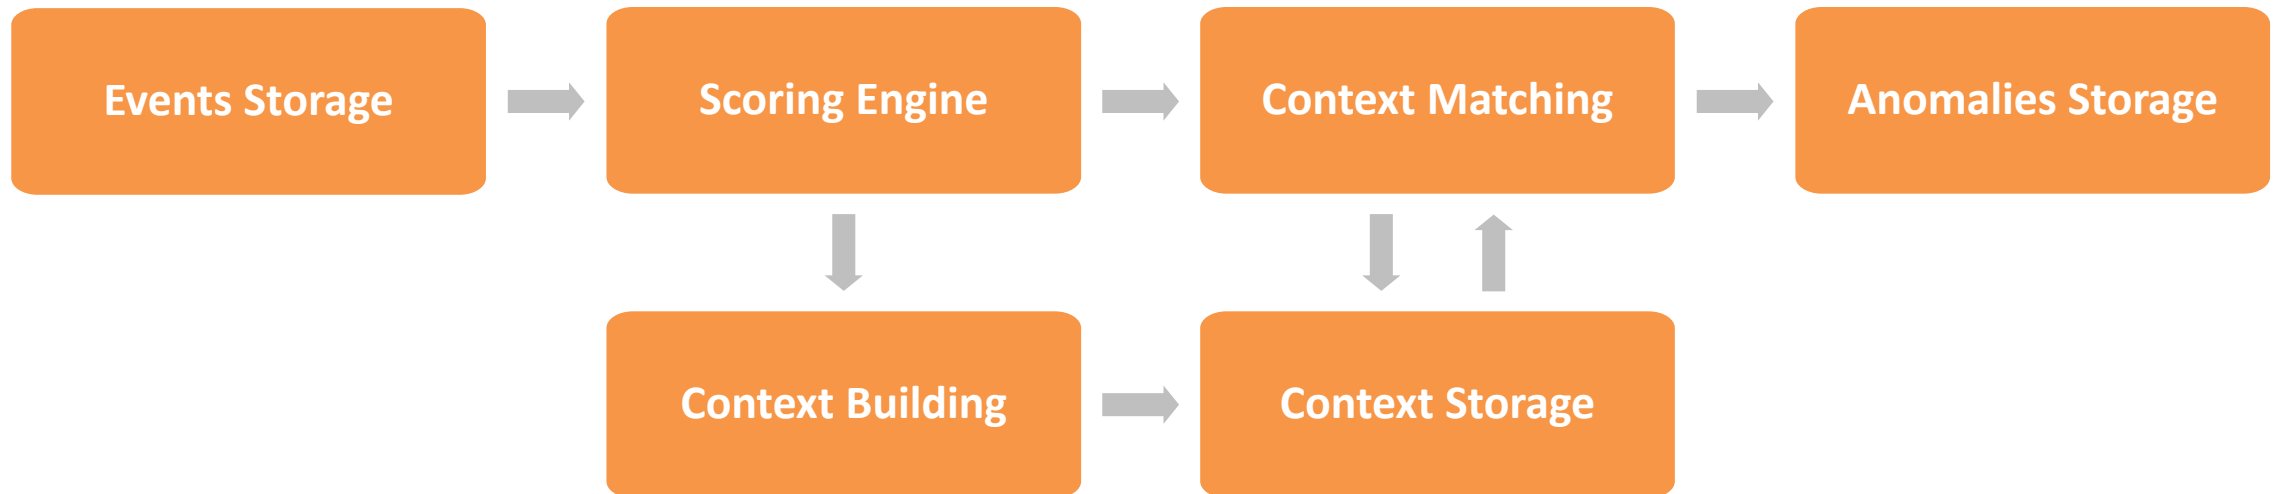 Events Storage
Scoring Engine
Context Matching
Anomalies Storage
Context Building
Context Storage